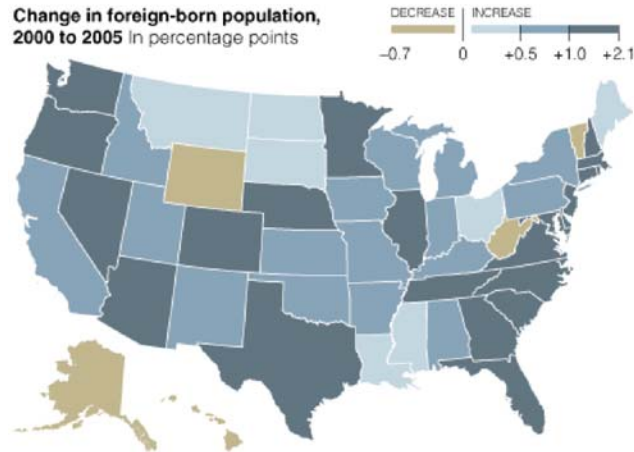 Change in foreign-born population,
2000 to 2005 In percentage points
DECREASE INCREASE
–0.7 0 +0.5 +1.0 +2.1